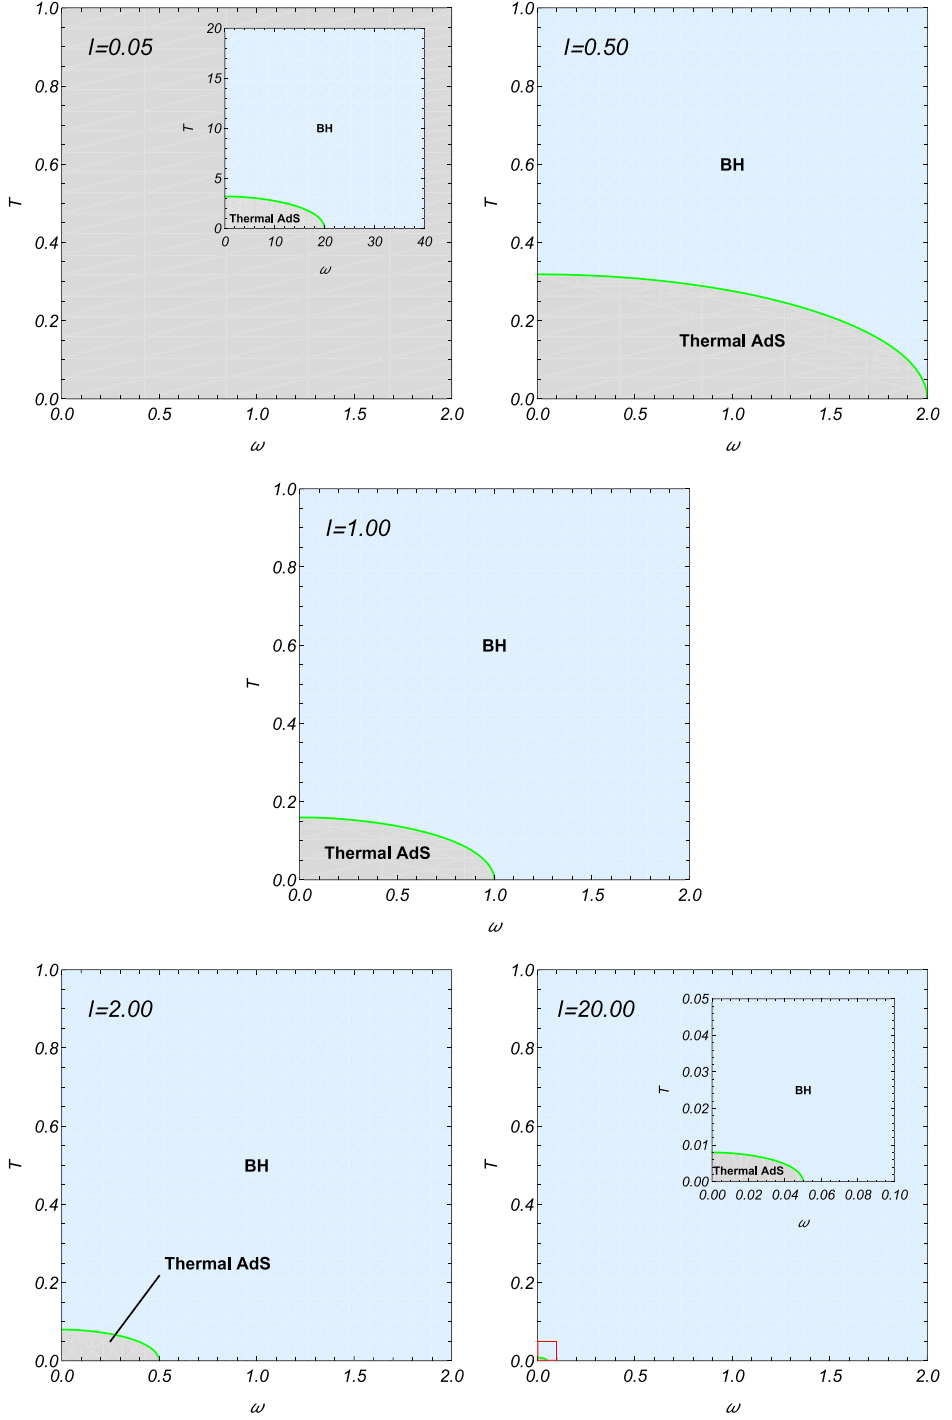 l=0.05
20
15
10
5
0
T
BH
Thermal AdS
0 10 20 30 40
ω
1.0
0.8
0.6
0.4
0.2
0.0
T
0.0 0.5 1.0 1.5 2.0
ω
l=0.50
1.0
0.8
0.6
0.4
0.2
0.0
T
BH
Thermal AdS
0.0 0.5 1.0 1.5 2.0
ω
l=1.00
1.0
0.8
0.6
0.4
0.2
0.0
T
BH
Thermal AdS
0.0 0.5 1.0 1.5 2.0
ω
l=2.00
1.0
0.8
0.6
0.4
0.2
0.0
T
BH
Thermal AdS
0.0 0.5 1.0 1.5 2.0
ω
l=20.00
0.05
0.04
0.03
0.02
0.01
0.00
T
BH
Thermal AdS
0.00 0.02 0.04 0.06 0.08 0.10
ω
1.0
0.8
0.6
0.4
0.2
0.0
T
0.0 0.5 1.0 1.5 2.0
ω